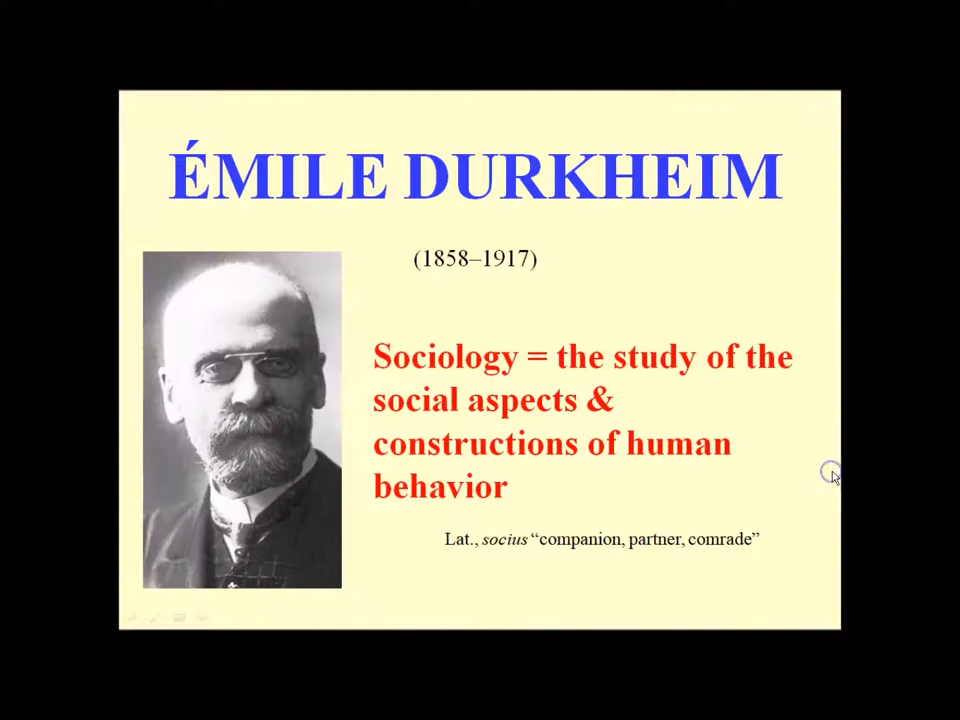 ÉMILE DURKHEIM
(1858–1917)
Sociology = the study of the
social aspects &
constructions of human
behavior
Lat., socius “companion, partner, comrade”